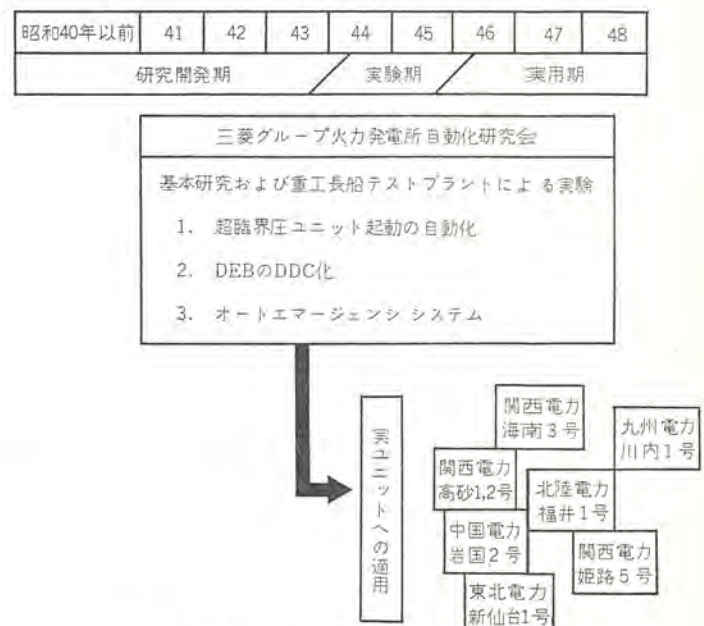 昭和40年以前 41 42 43 44 45 46 47 48
研究開発期 実験期 実用期
三菱グループ火力発電所自動化研究会
基本研究および重工長船テストプラントによる実験
1. 超臨界圧ユニット起動の自動化
2. DEBのDDC化
3. オートエマージェンシ システム
実ユニットへの適用
関西電力
海南3号
九州電力
川内1号
関西電力
高砂1,2号
北陸電力
福井1号
中国電力
岩国2号
関西電力
姫路5号
東北電力
新仙台1号